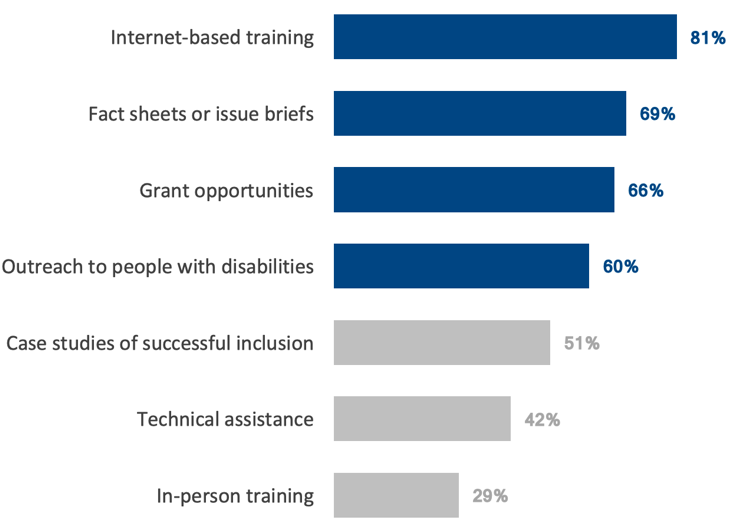 Internet-based training 81%
Fact sheets or issue briefs 69%
Grant opportunities 66%
Outreach to people with disabilities 60%
Case studies of successful inclusion 51%
Technical assistance 42%
In-person training 29%